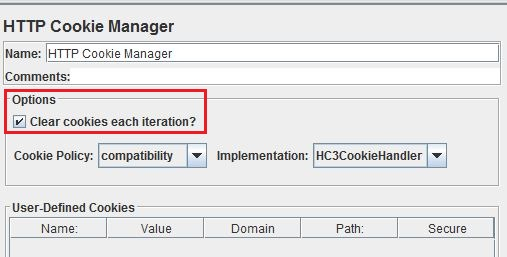 HTTP Cookie Manager
Name: HTTP Cookie Manager
Comments:
Options
Clear cookies each iteration?
Cookie Policy: compatibility Implementation: HC3CookieHandler
User-Defined Cookies
Name: Value Domain Path: Secure